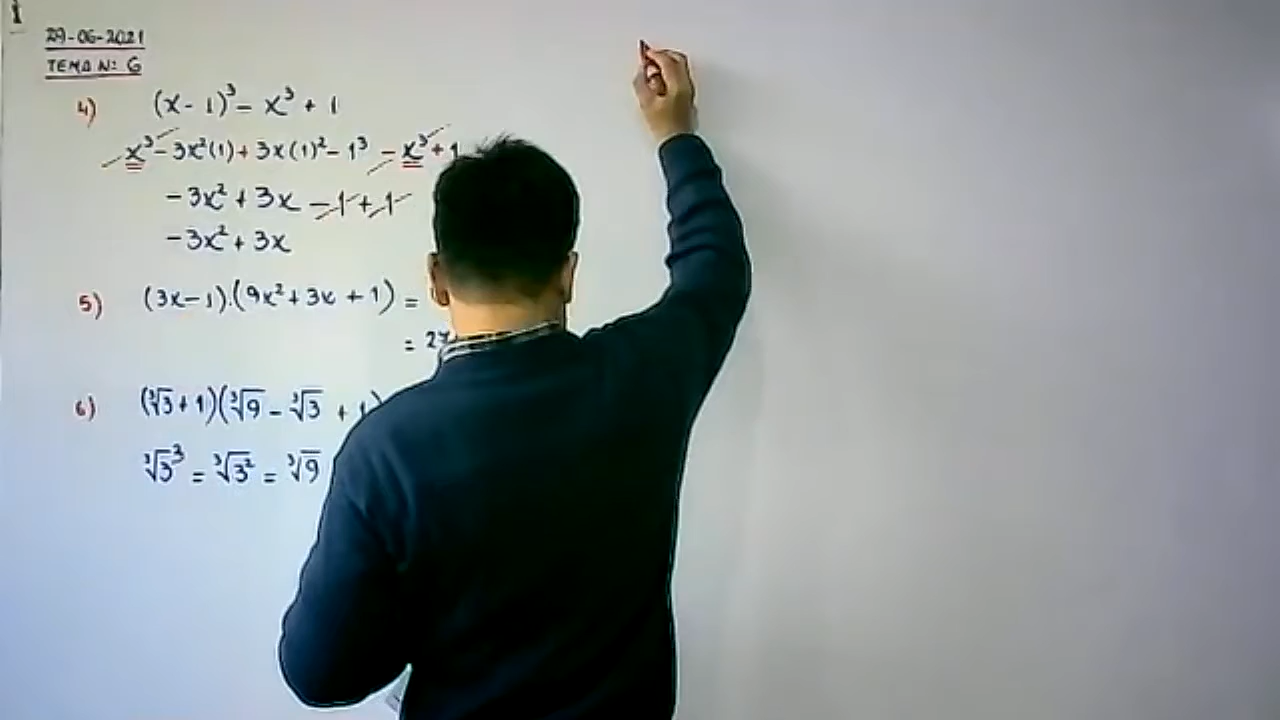 29-06-2021
TEMA N: 6
4) (x - 1)³ - x³ + 1
x³ - 3x²(1) + 3x(1)² - 1³ - x³ + 1
-3x² + 3x - 1 + 1
-3x² + 3x
5) (3x - 1).(9x² + 3x + 1) =
= 27
6) (∛3 + 1)(∛9 - ∛3 + 1)
∛3³ = ∛3² = ∛9